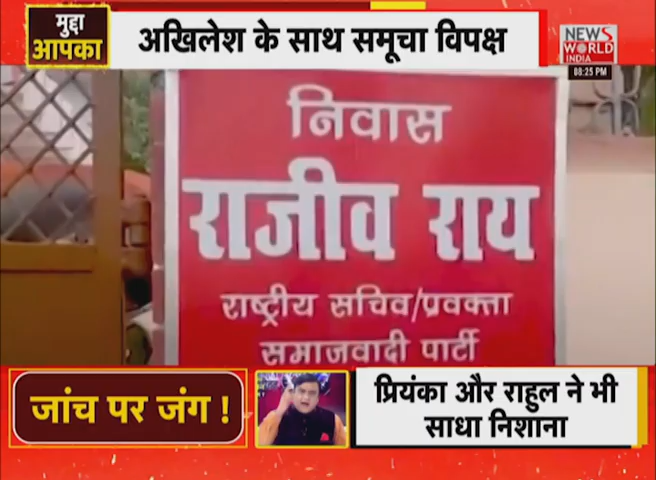 मुद्दा
आपका
अखिलेश के साथ समूचा विपक्ष
NEWS
WORLD
INDIA
08:25 PM
निवास
राजीव राय
राष्ट्रीय सचिव/प्रवक्ता
समाजवादी पार्टी
जांच पर जंग !
प्रियंका और राहुल ने भी
साधा निशाना